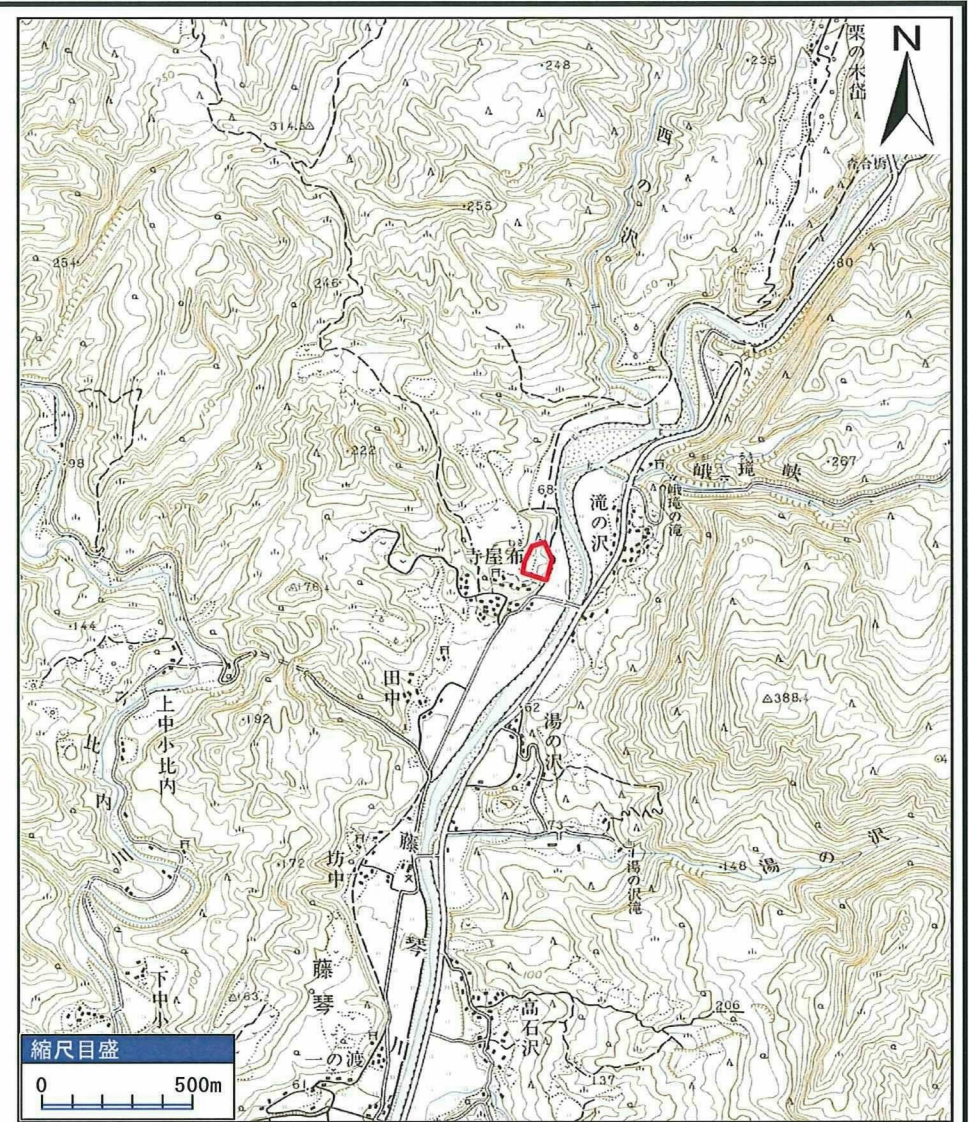 栗の木岱
N
・248
・235
314.8
西の沢
・255
254
246
150
・80
・98
・222
・267
峨瓏峡
68
峨瓏の滝
滝の沢
寺屋布
178
・144
田中
388
62
湯の沢
上中小比内
・192
比内川
73
・172
坊中
・148
湯の沢
湯の沢滝
藤琴川
藤琴
100
206
高石沢
下中小
一の渡
61
・137
縮尺目盛
0 500m